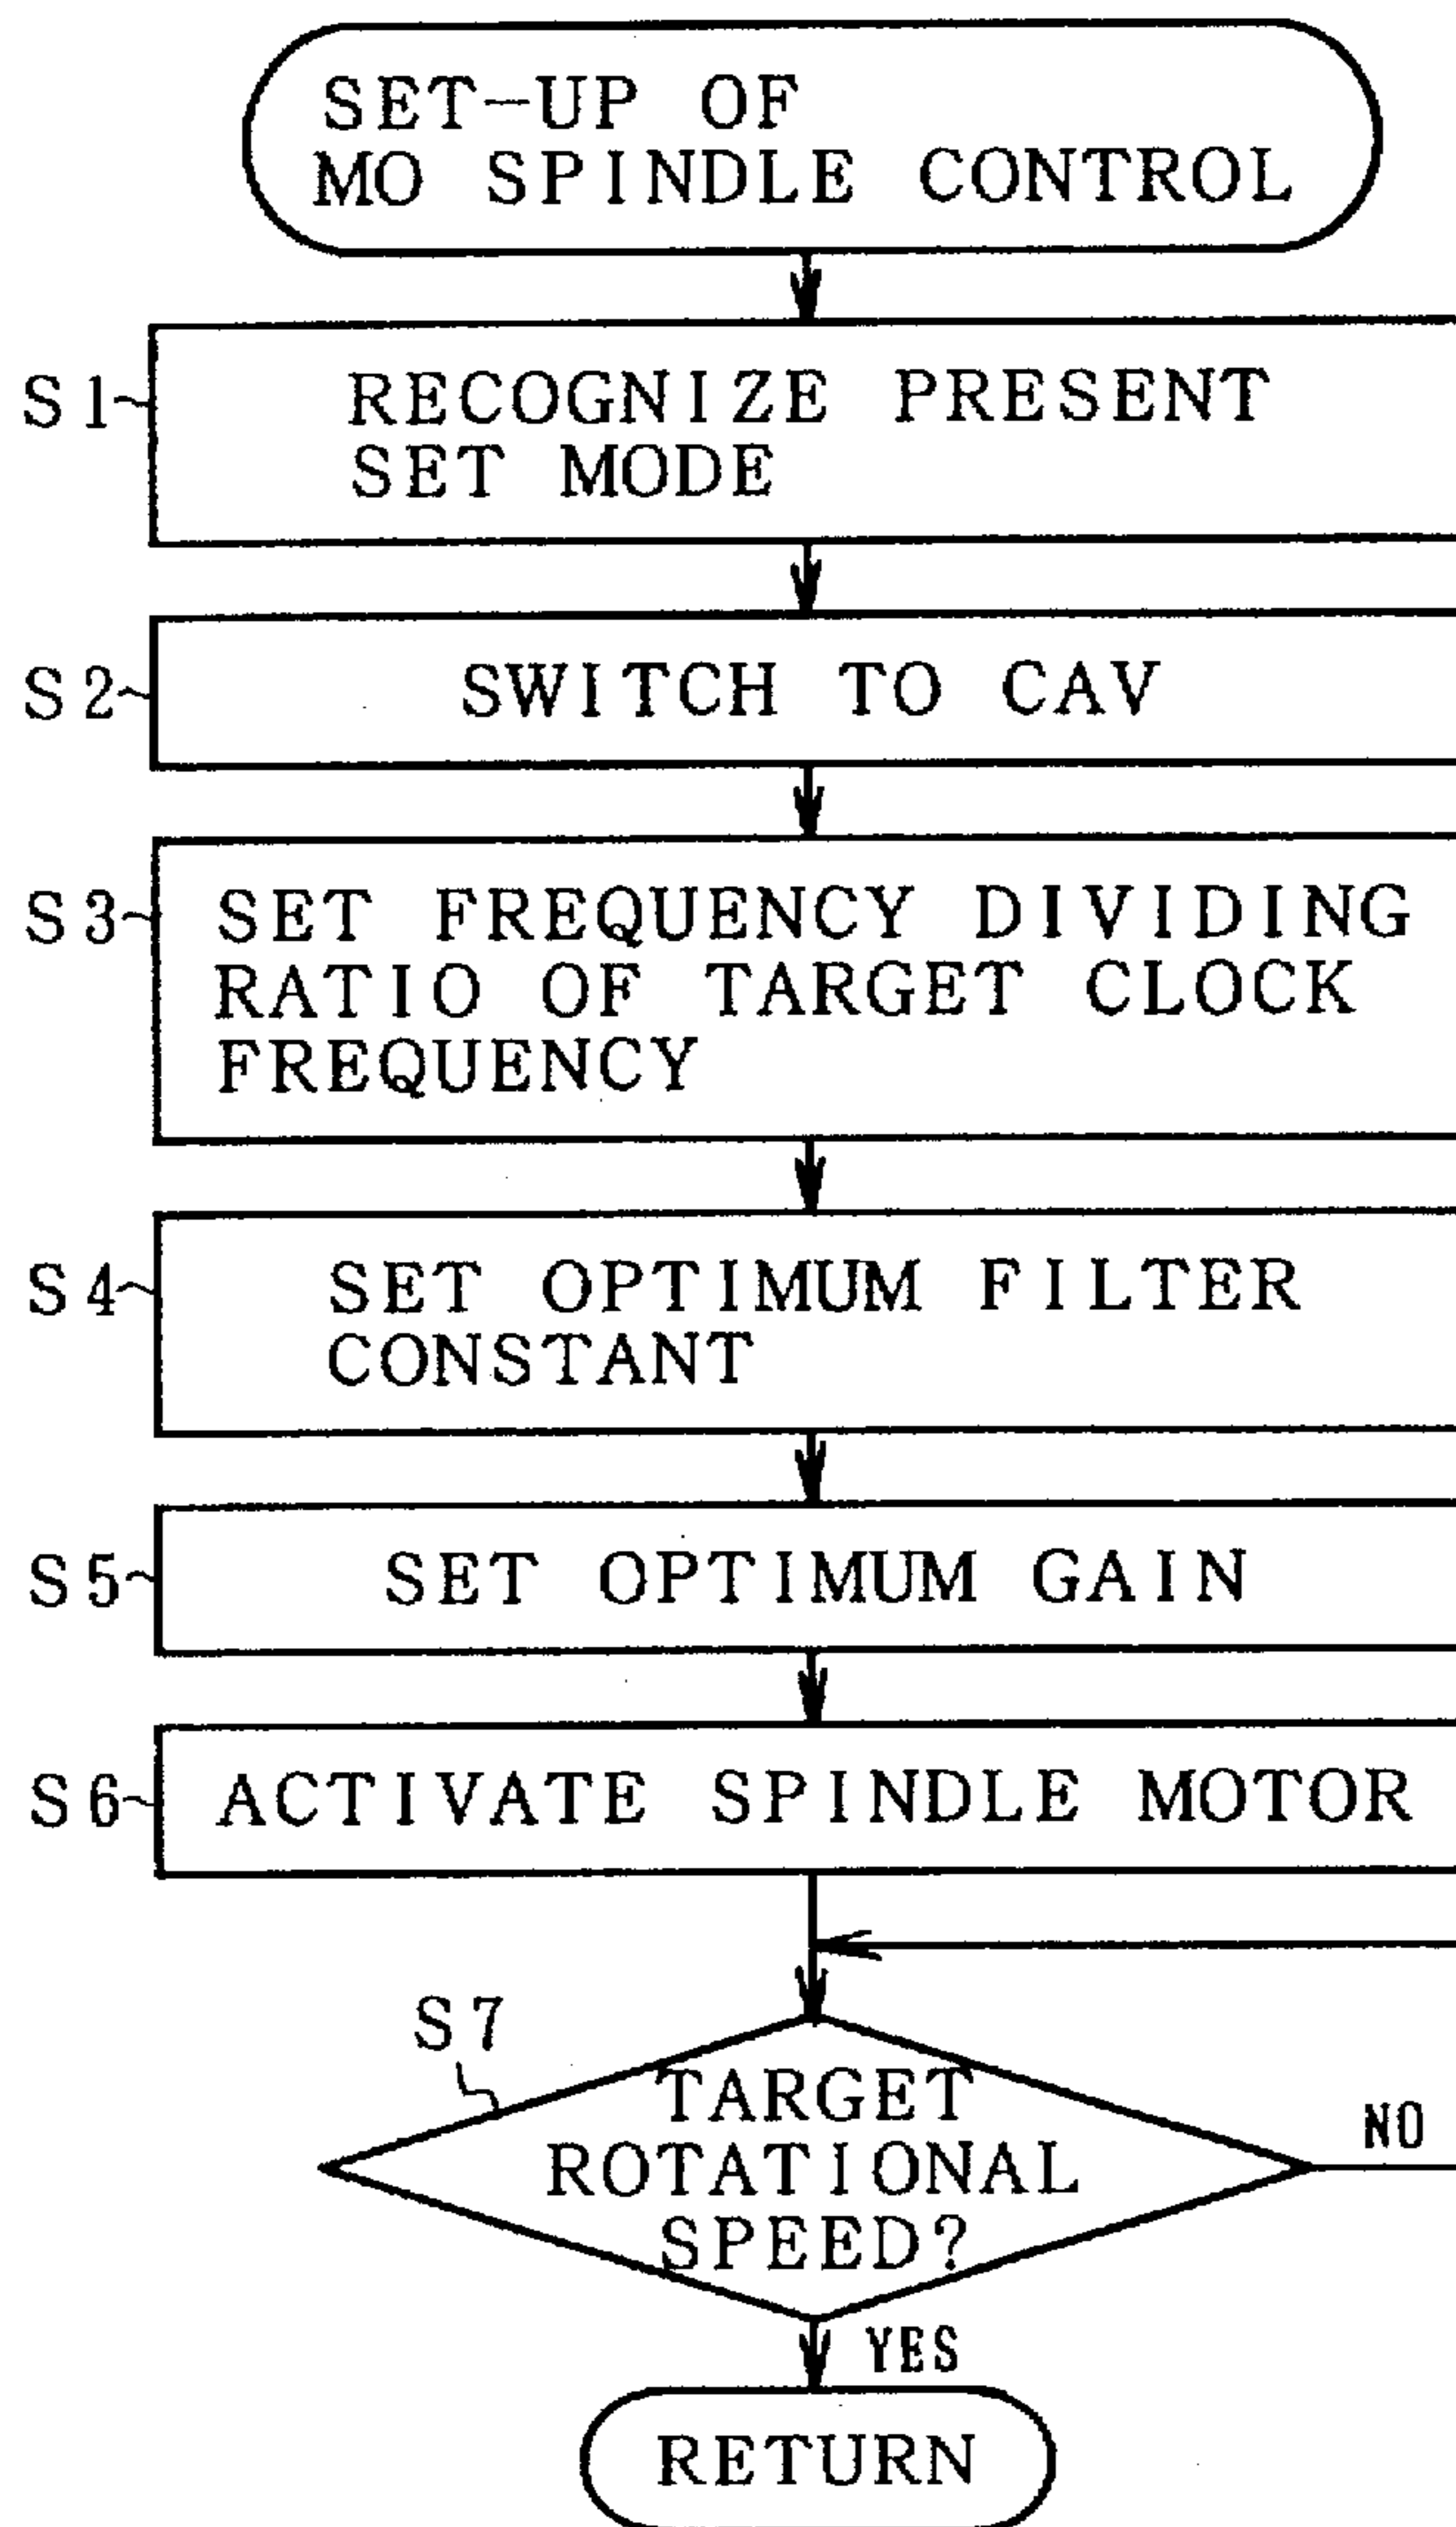 SET-UP OF
MO SPINDLE CONTROL
S1
RECOGNIZE PRESENT
SET MODE
S2
SWITCH TO CAV
S3
SET FREQUENCY DIVIDING
RATIO OF TARGET CLOCK
FREQUENCY
S4
SET OPTIMUM FILTER
CONSTANT
S5
SET OPTIMUM GAIN
S6
ACTIVATE SPINDLE MOTOR
S7
TARGET
ROTATIONAL
SPEED?
NO
YES
RETURN